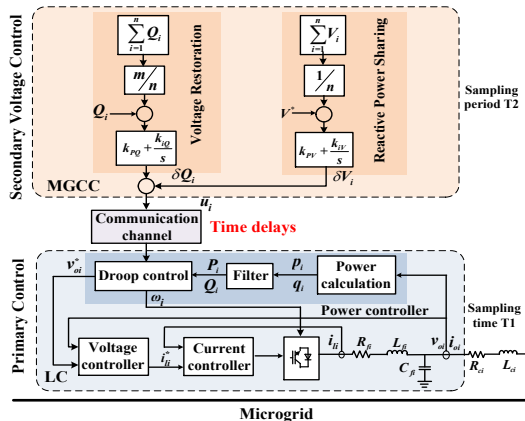 Secondary Voltage Control
n
∑ Q_i
i=1
m/n
Q_i
k_PQ + k_iQ/s
δQ_i
Voltage Restoration
n
∑ V_i
i=1
1/n
V^*
k_PV + k_iV/s
δV_i
Reactive Power Sharing
Sampling period T2
MGCC
u_i
Communication channel
Time delays
Primary Control
v_oi^*
Droop control
P_i
Q_i
Filter
p_i
q_i
Power calculation
ω_i
Power controller
Sampling time T1
Voltage controller
i_li^*
Current controller
LC
i_li
R_fi
L_fi
C_fi
v_oi
i_oi
R_ci
L_ci
Microgrid